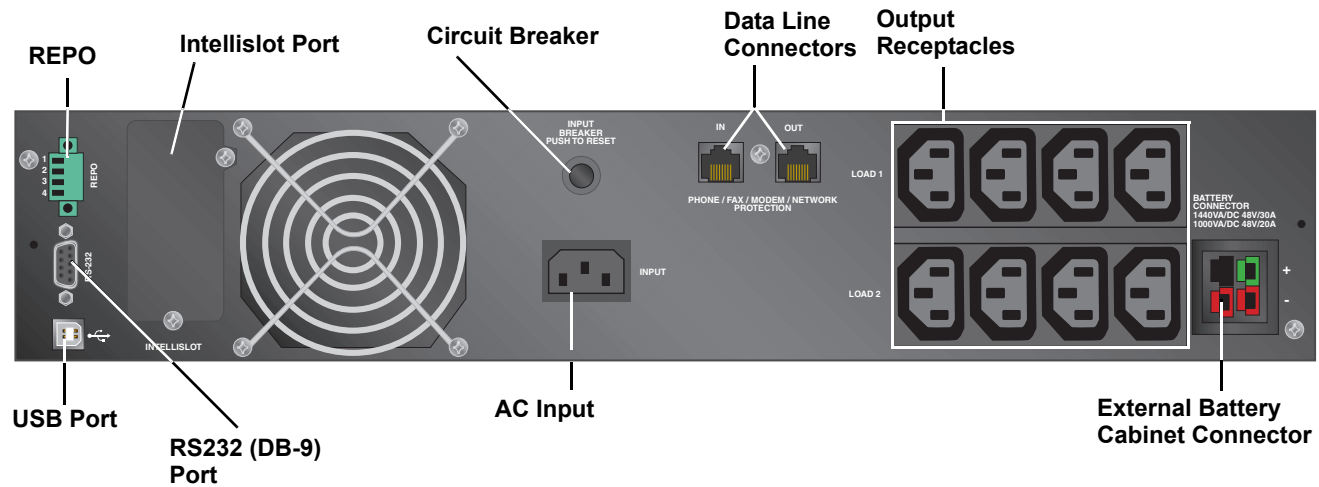 REPO
Intellislot Port
Circuit Breaker
Data Line
Connectors
Output
Receptacles
1
2
3
4
REPO
RS-232
INTELLISLOT
INPUT
BREAKER
PUSH TO RESET
INPUT
IN
OUT
PHONE / FAX / MODEM / NETWORK
PROTECTION
LOAD 1
LOAD 2
BATTERY
CONNECTOR
1440VA/DC 48V/30A
1000VA/DC 48V/20A
+
-
USB Port
RS232 (DB-9)
Port
AC Input
External Battery
Cabinet Connector